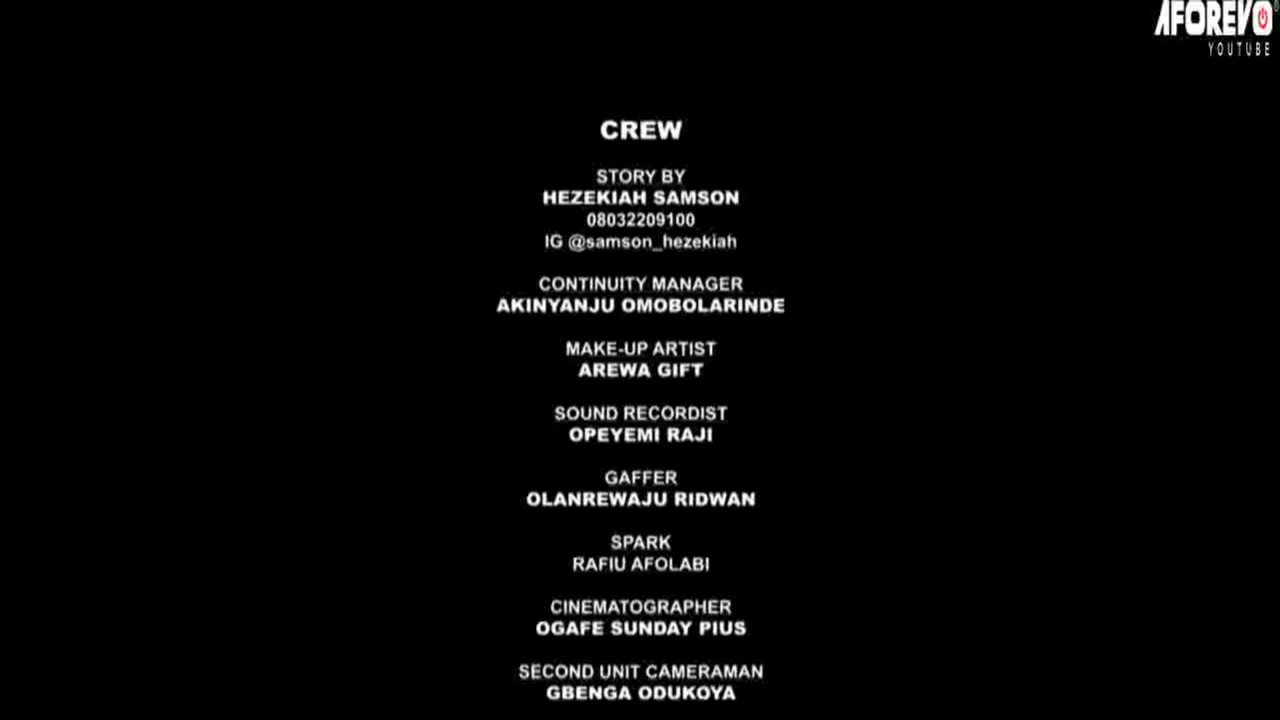 AFOREVO
YOUTUBE
CREW
STORY BY
HEZEKIAH SAMSON
08032209100
IG @samson_hezekiah
CONTINUITY MANAGER
AKINYANJU OMOBOLARINDE
MAKE-UP ARTIST
AREWA GIFT
SOUND RECORDIST
OPEYEMI RAJI
GAFFER
OLANREWAJU RIDWAN
SPARK
RAFIU AFOLABI
CINEMATOGRAPHER
OGAFE SUNDAY PIUS
SECOND UNIT CAMERAMAN
GBENGA ODUKOYA